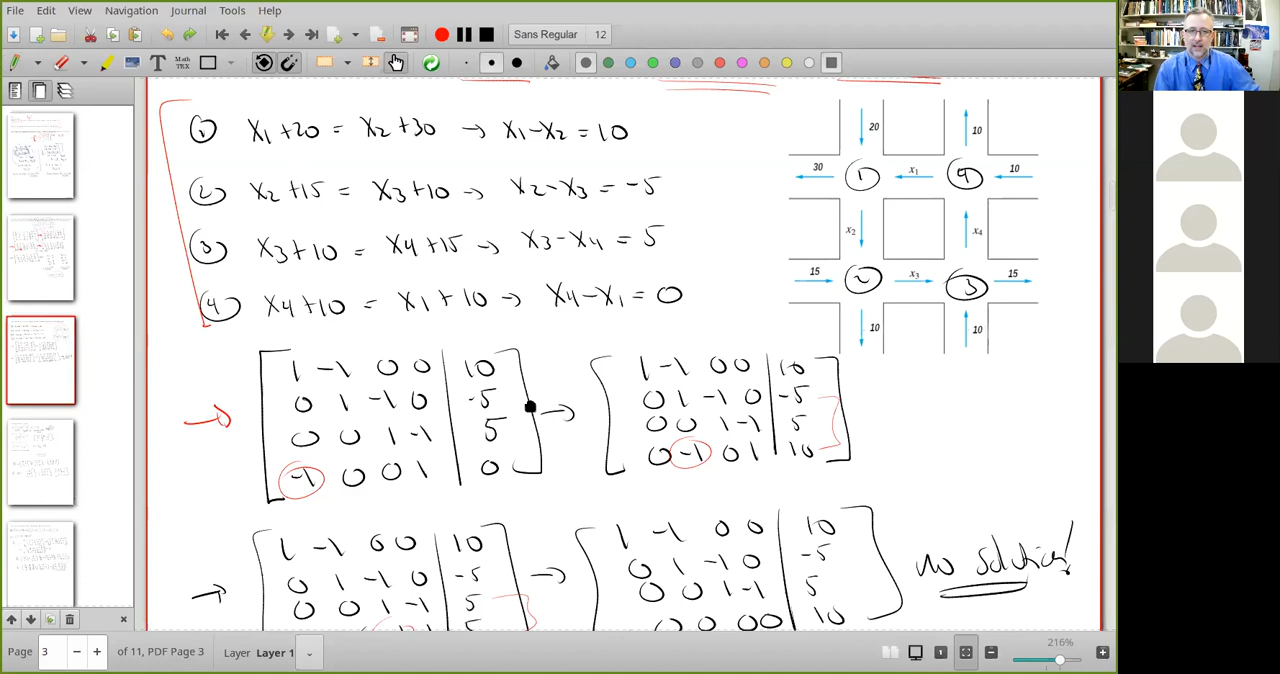 File Edit View Navigation Journal Tools Help
Sans Regular 12
Math TEX
① x1 + 20 = x2 + 30 → x1 - x2 = 10
② x2 + 15 = x3 + 10 → x2 - x3 = -5
③ x3 + 10 = x4 + 15 → x3 - x4 = 5
④ x4 + 10 = x1 + 10 → x4 - x1 = 0
20 10
30 ① x1 ④ 10
x2 x4
15 ② x3 ③ 15
10 10
1 -1 0 0 | 10 1 -1 0 0 | 10
0 1 -1 0 | -5 → 0 1 -1 0 | -5
→ 0 0 1 -1 | 5 0 0 1 -1 | 5
-1 0 0 1 | 0 0 -1 0 1 | 10
1 -1 0 0 | 10 1 -1 0 0 | 10
→ 0 1 -1 0 | -5 → 0 1 -1 0 | -5 no solution!
0 0 1 -1 | 5 0 0 1 -1 | 5
0 0 0 0 | 10
Page 3 of 11, PDF Page 3 Layer Layer 1 216%